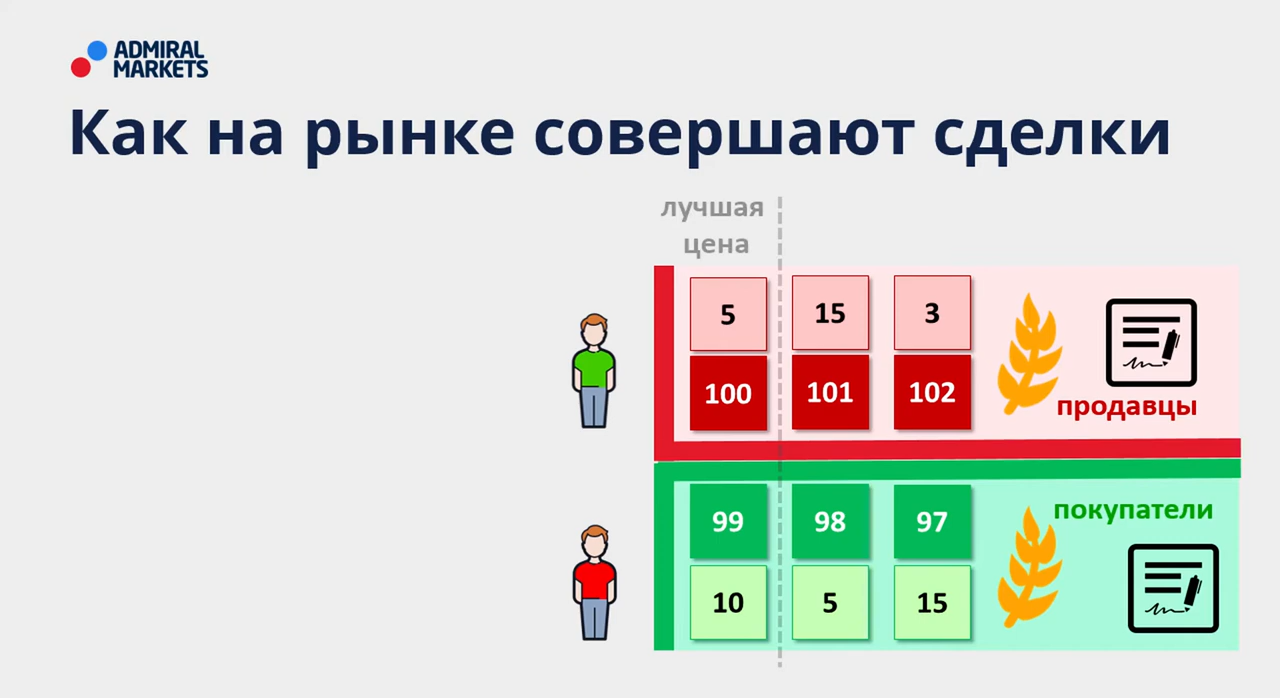 ADMIRAL
MARKETS
Как на рынке совершают сделки
лучшая
цена
5 15 3
100 101 102
продавцы
99 98 97
покупатели
10 5 15